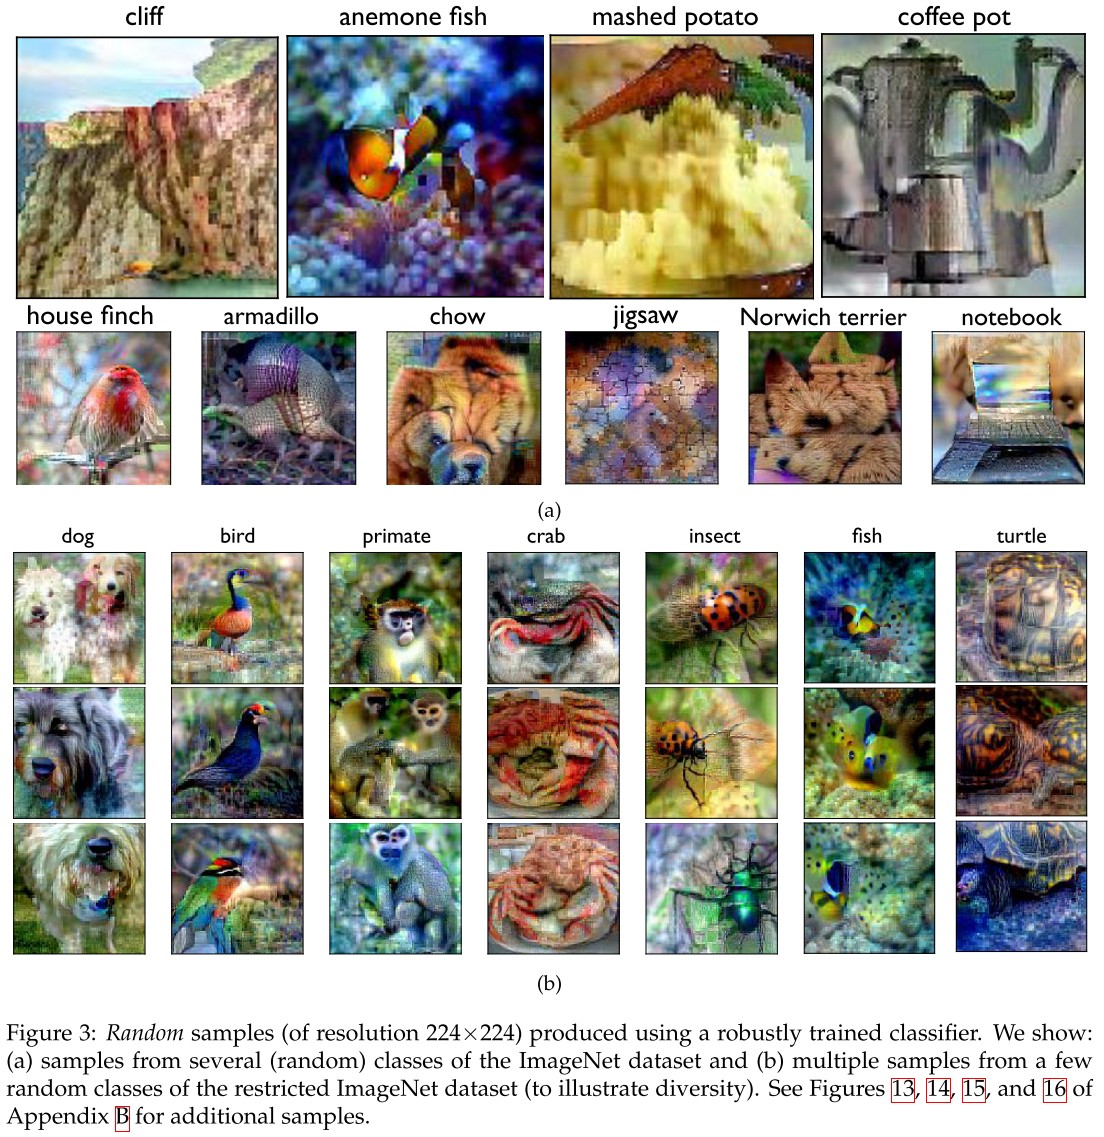 cliff anemone fish mashed potato coffee pot
house finch armadillo chow jigsaw Norwich terrier notebook
(a)
dog bird primate crab insect fish turtle
(b)
Figure 3: Random samples (of resolution 224×224) produced using a robustly trained classifier. We show:
(a) samples from several (random) classes of the ImageNet dataset and (b) multiple samples from a few
random classes of the restricted ImageNet dataset (to illustrate diversity). See Figures 13, 14, 15, and 16 of
Appendix B for additional samples.